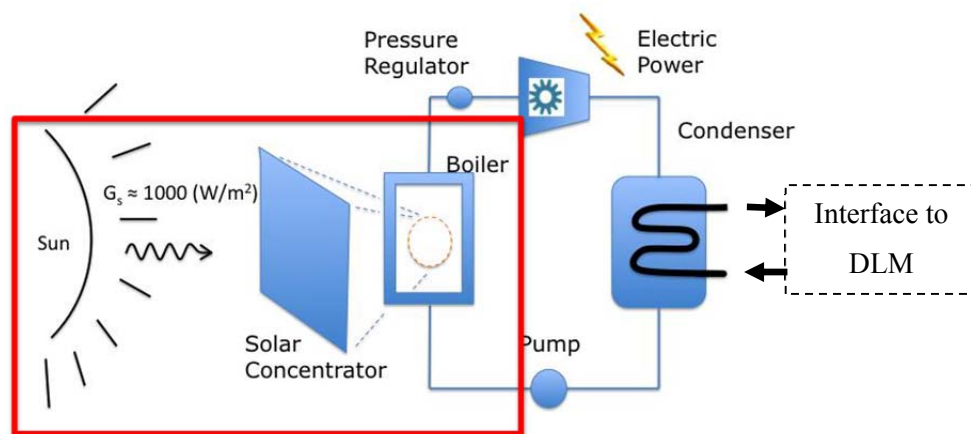 Pressure
Regulator
Electric
Power
Condenser
Boiler
Gₛ ≈ 1000 (W/m²)
Sun
Interface to
DLM
Solar
Concentrator
Pump